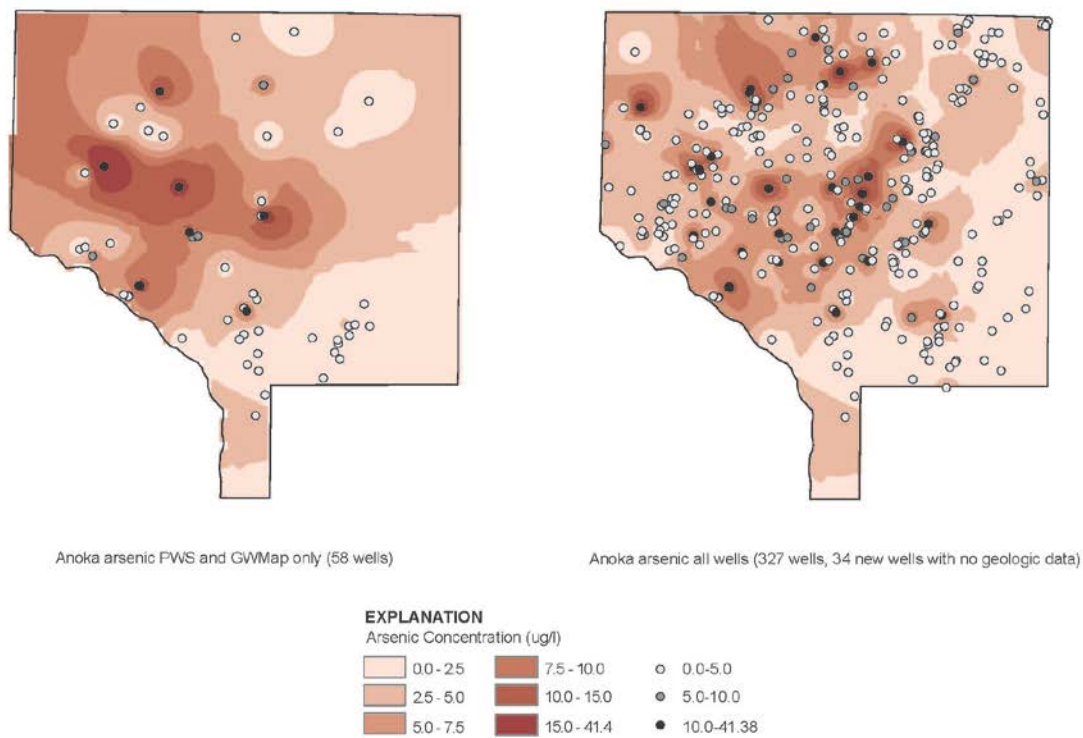 Anoka arsenic PWS and GWMap only (58 wells)
Anoka arsenic all wells (327 wells, 34 new wells with no geologic data)
EXPLANATION
Arsenic Concentration (ug/l)
0.0 - 2.5 7.5 - 10.0 0.0-5.0
2.5 - 5.0 10.0 - 15.0 5.0-10.0
5.0 - 7.5 15.0 - 41.4 10.0-41.38